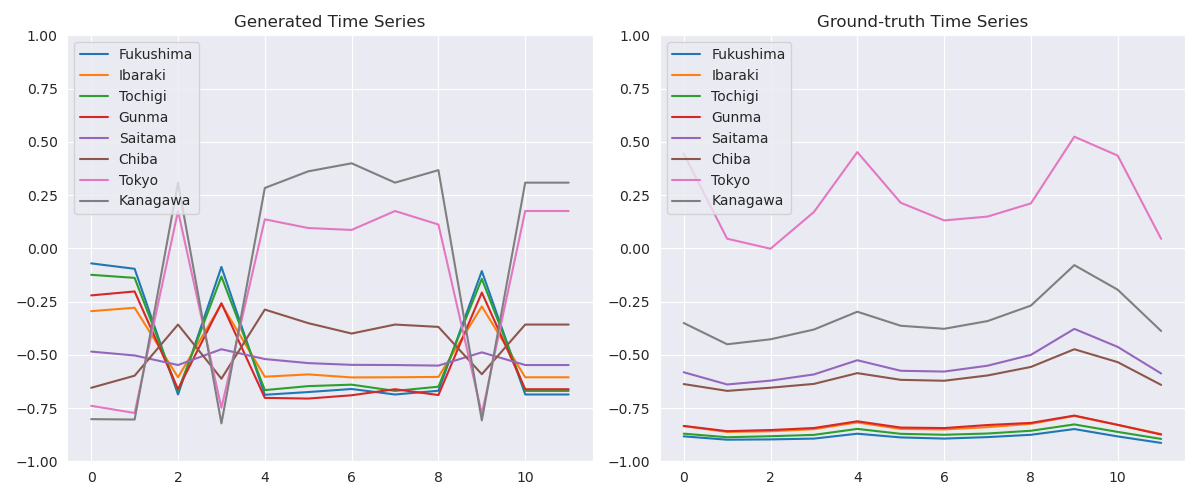 Generated Time Series
1.00
0.75
0.50
0.25
0.00
−0.25
−0.50
−0.75
−1.00
0
2
4
6
8
10
Fukushima
Ibaraki
Tochigi
Gunma
Saitama
Chiba
Tokyo
Kanagawa
Ground-truth Time Series
1.00
0.75
0.50
0.25
0.00
−0.25
−0.50
−0.75
−1.00
0
2
4
6
8
10
Fukushima
Ibaraki
Tochigi
Gunma
Saitama
Chiba
Tokyo
Kanagawa